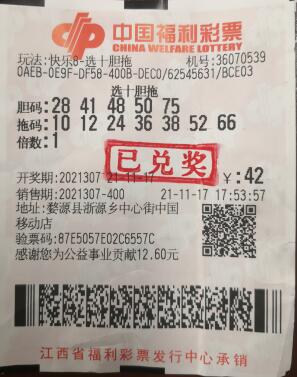 中国福利彩票
CHINA WELFARE LOTTERY
玩法:快乐8-选十胆拖 机号:36070539
0AEB-0E9F-DF58-400B-DEC0/62545631/BCE03
选十胆拖
胆码:28 41 48 50 75
拖码:10 12 24 36 38 52 66
倍数:1
已兑奖
开奖期:2021307 21-11-17 ¥:42
销售期:2021307-400 21-11-17 17:53:57
地址:婺源县浙源乡中心街中国
移动店
验票码:87E5057E02C6557C
感谢您为公益事业贡献12.60元
江西省福利彩票发行中心承销